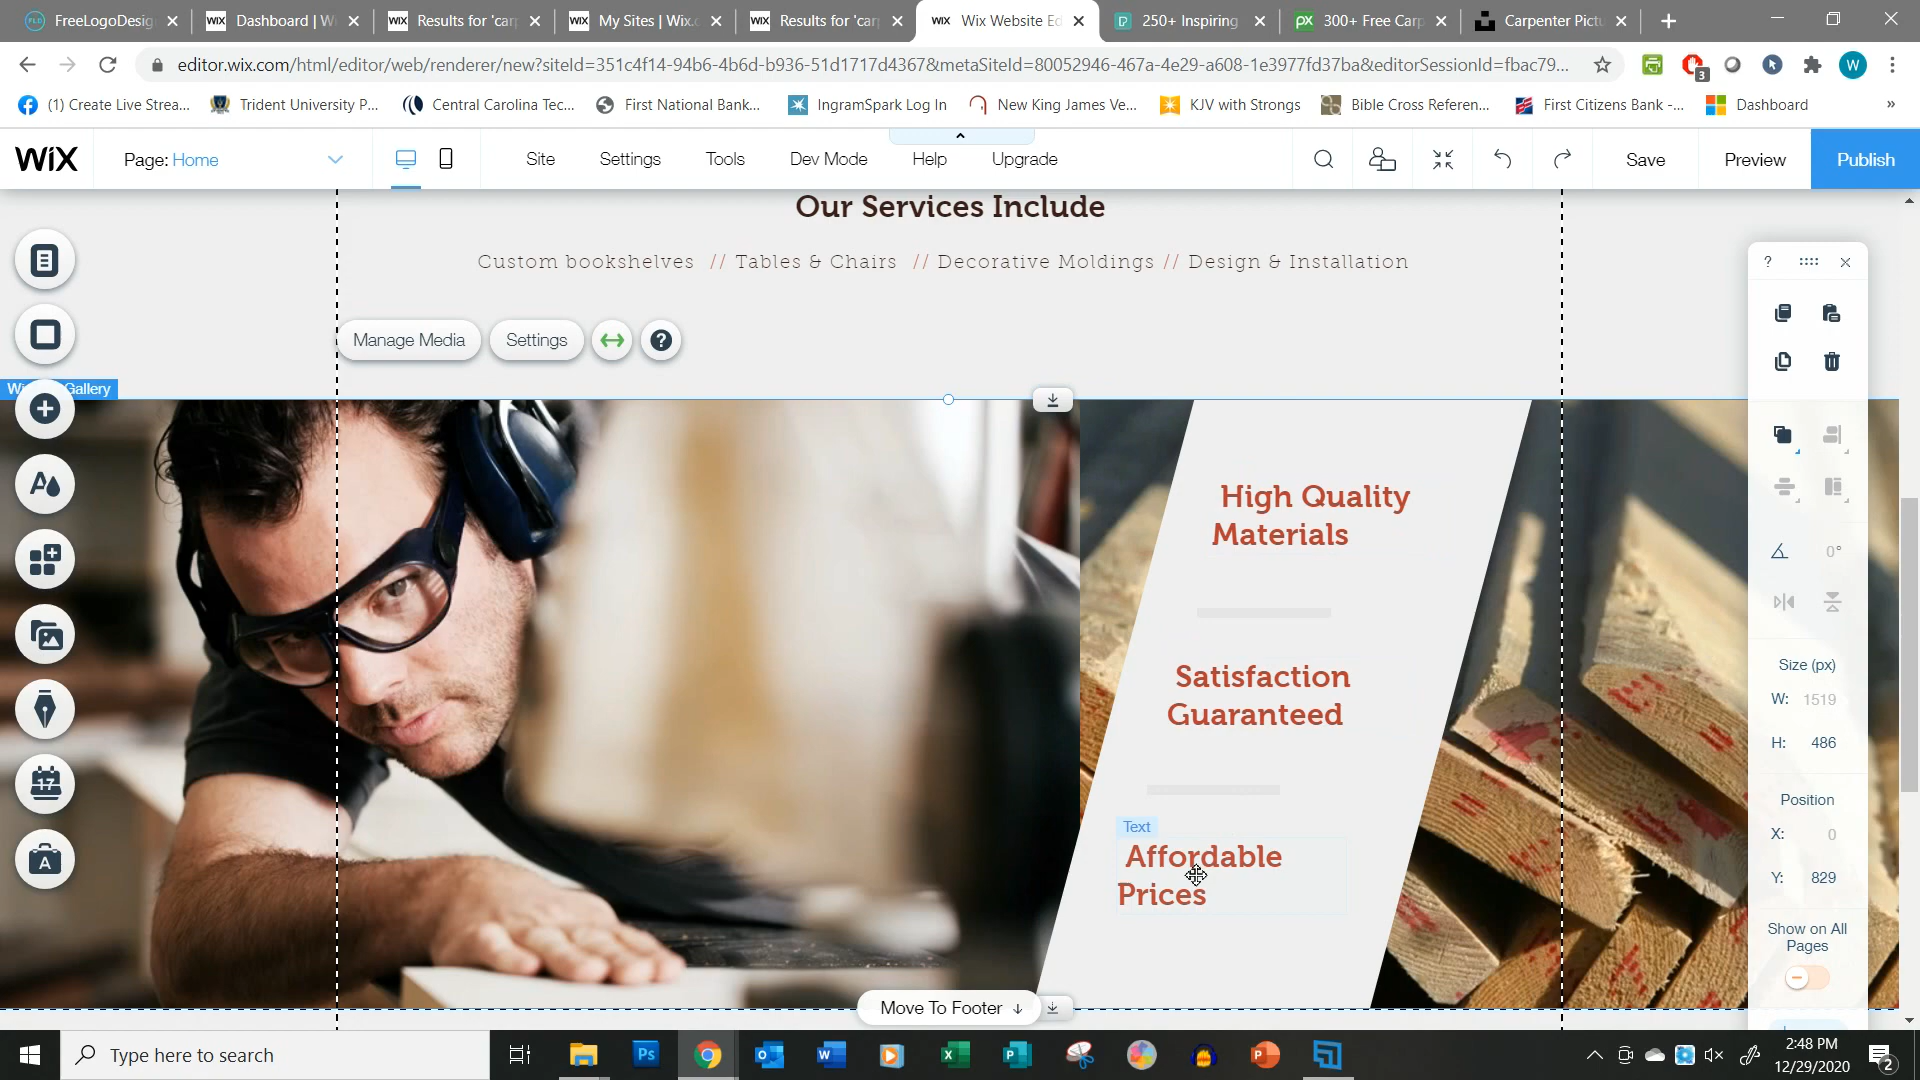 FreeLogoDesig
Dashboard | W
Results for 'car
My Sites | Wix.c
Results for 'car
Wix Website Ed
250+ Inspiring
300+ Free Carp
Carpenter Pictu
editor.wix.com/html/editor/web/renderer/new?siteId=351c4f14-94b6-4b6d-b936-51d1717d4367&metaSiteId=80052946-467a-4e29-a608-1e3977fd37ba&editorSessionId=fbac79...
3
W
(1) Create Live Strea...
Trident University P...
Central Carolina Tec...
First National Bank...
IngramSpark Log In
New King James Ve...
KJV with Strongs
Bible Cross Referen...
First Citizens Bank -...
Dashboard
»
WiX
Page: Home
Site
Settings
Tools
Dev Mode
Help
Upgrade
Save
Preview
Publish
Our Services Include
Custom bookshelves // Tables & Chairs // Decorative Moldings // Design & Installation
Manage Media
Settings
?
Gallery
High Quality
Materials
Satisfaction
Guaranteed
Text
Affordable
Prices
Move To Footer ↓
?
0°
Size (px)
W: 1519
H: 486
Position
X: 0
Y: 829
Show on All
Pages
17
A
Type here to search
2:48 PM
12/29/2020
2